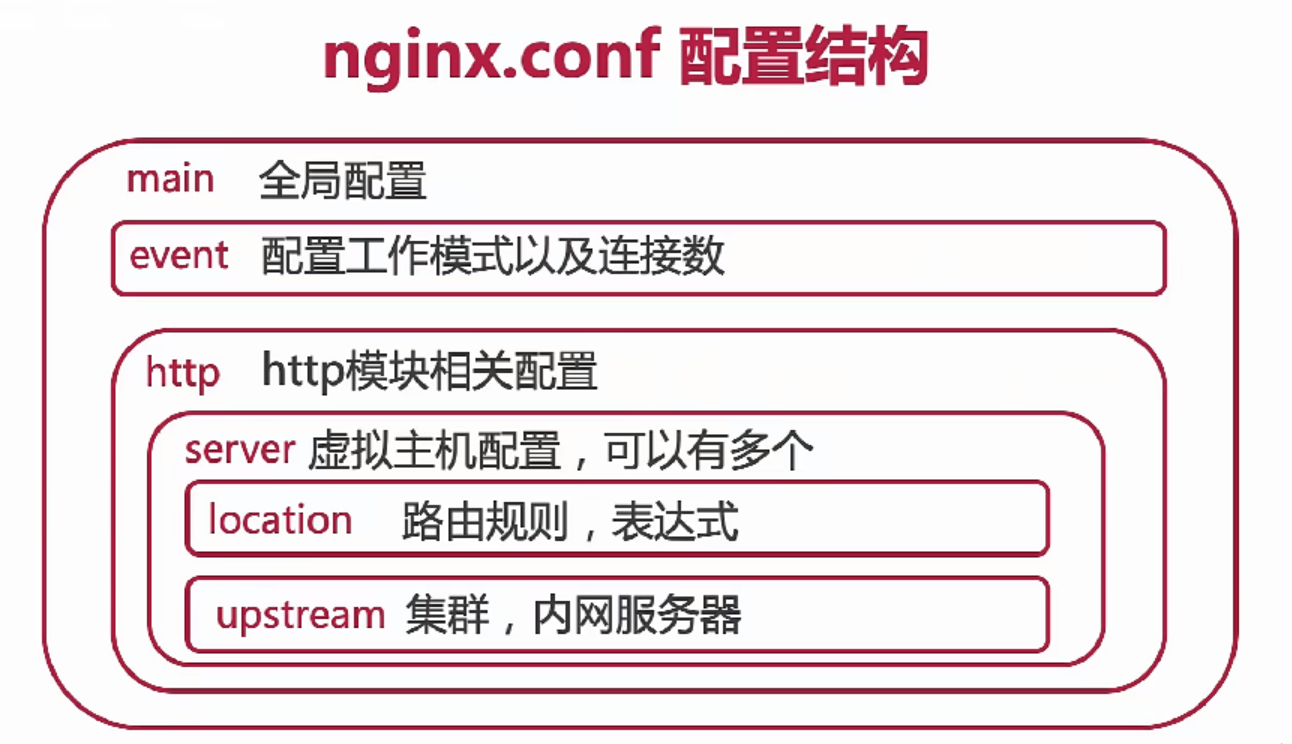 nginx.conf 配置结构
main 全局配置
event 配置工作模式以及连接数
http http模块相关配置
server 虚拟主机配置，可以有多个
location 路由规则，表达式
upstream 集群，内网服务器